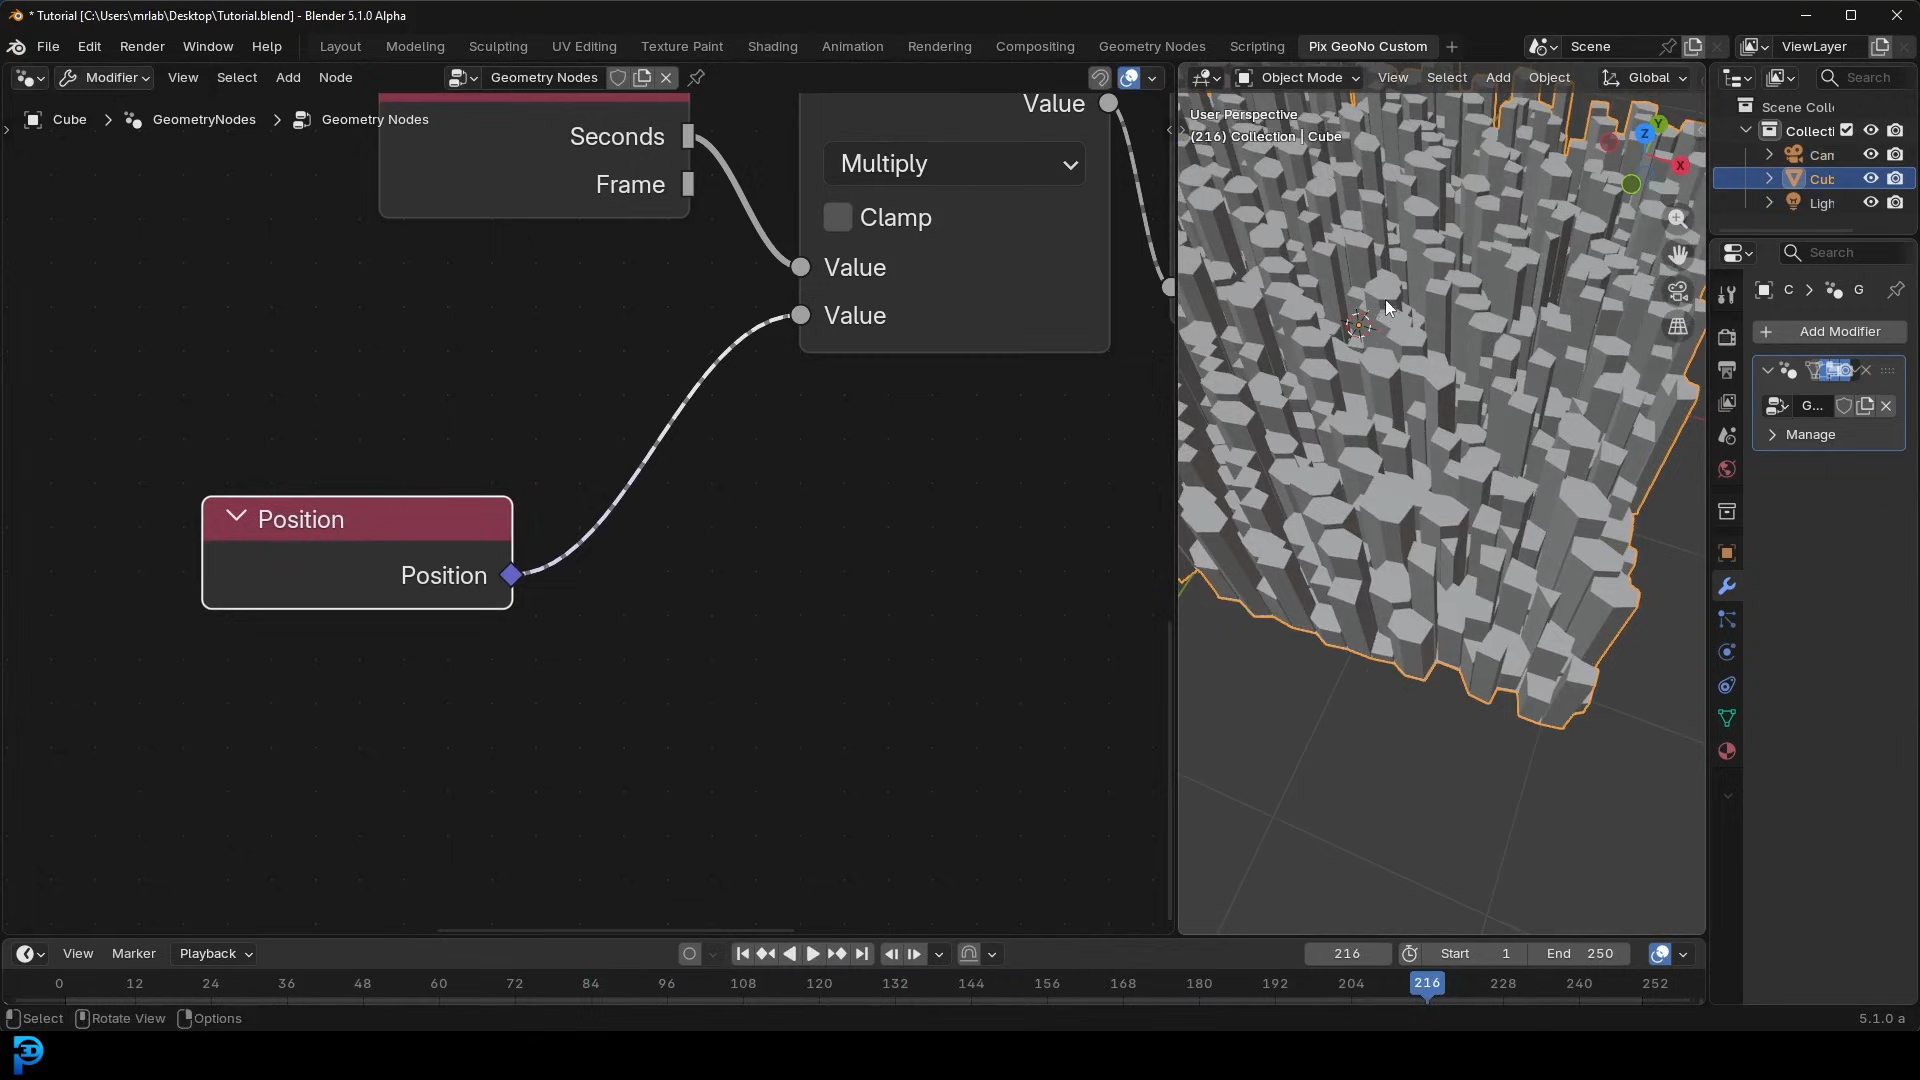 * Tutorial [C:\Users\mrlab\Desktop\Tutorial.blend] - Blender 5.1.0 Alpha
File Edit Render Window Help Layout Modeling Sculpting UV Editing Texture Paint Shading Animation Rendering Compositing Geometry Nodes Scripting Pix GeoNo Custom + Scene ViewLayer
Modifier View Select Add Node Geometry Nodes Object Mode View Select Add Object Global Search
Cube > GeometryNodes > Geometry Nodes
User Perspective
(216) Collection | Cube
Z Y X
Scene Coll
Collecti
Can
Cub
Ligh
Search
C > G
Add Modifier
G...
Manage
Seconds
Frame
Value
Multiply
Clamp
Value
Value
Position
Position
View Marker Playback 216 Start 1 End 250
0 12 24 36 48 60 72 84 96 108 120 132 144 156 168 180 192 204 216 228 240 252
Select Rotate View Options 5.1.0 a